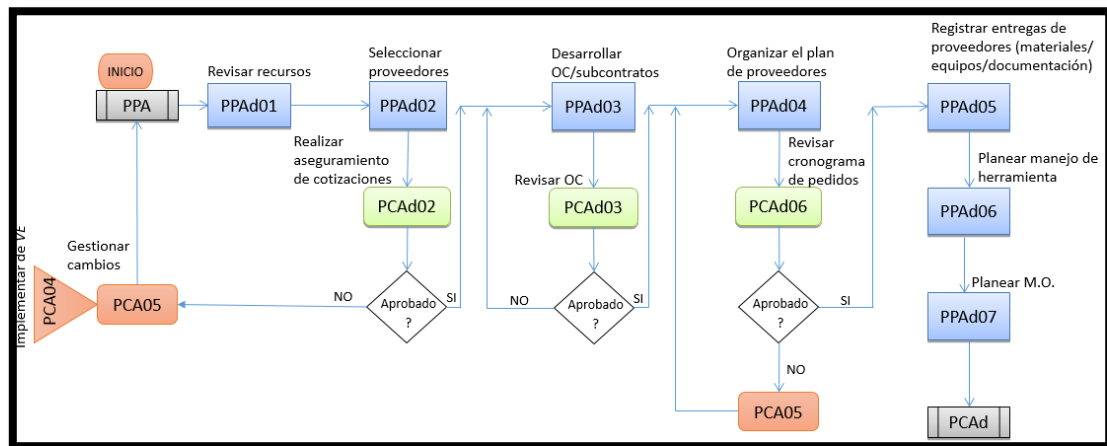 INICIO
PPA
Revisar recursos
PPAd01
Seleccionar
proveedores
PPAd02
Realizar
aseguramiento
de cotizaciones
PCAd02
Aprobado
?
NO
SI
Desarrollar
OC/subcontratos
PPAd03
Revisar OC
PCAd03
Aprobado
?
NO
SI
Organizar el plan
de proveedores
PPAd04
Revisar
cronograma
de pedidos
PCAd06
Aprobado
?
SI
NO
PCA05
Registrar entregas de
proveedores (materiales/
equipos/documentación)
PPAd05
Planear manejo de
herramienta
PPAd06
Planear M.O.
PPAd07
PCAd
Gestionar
cambios
PCA05
PCA04
Implementar de VE